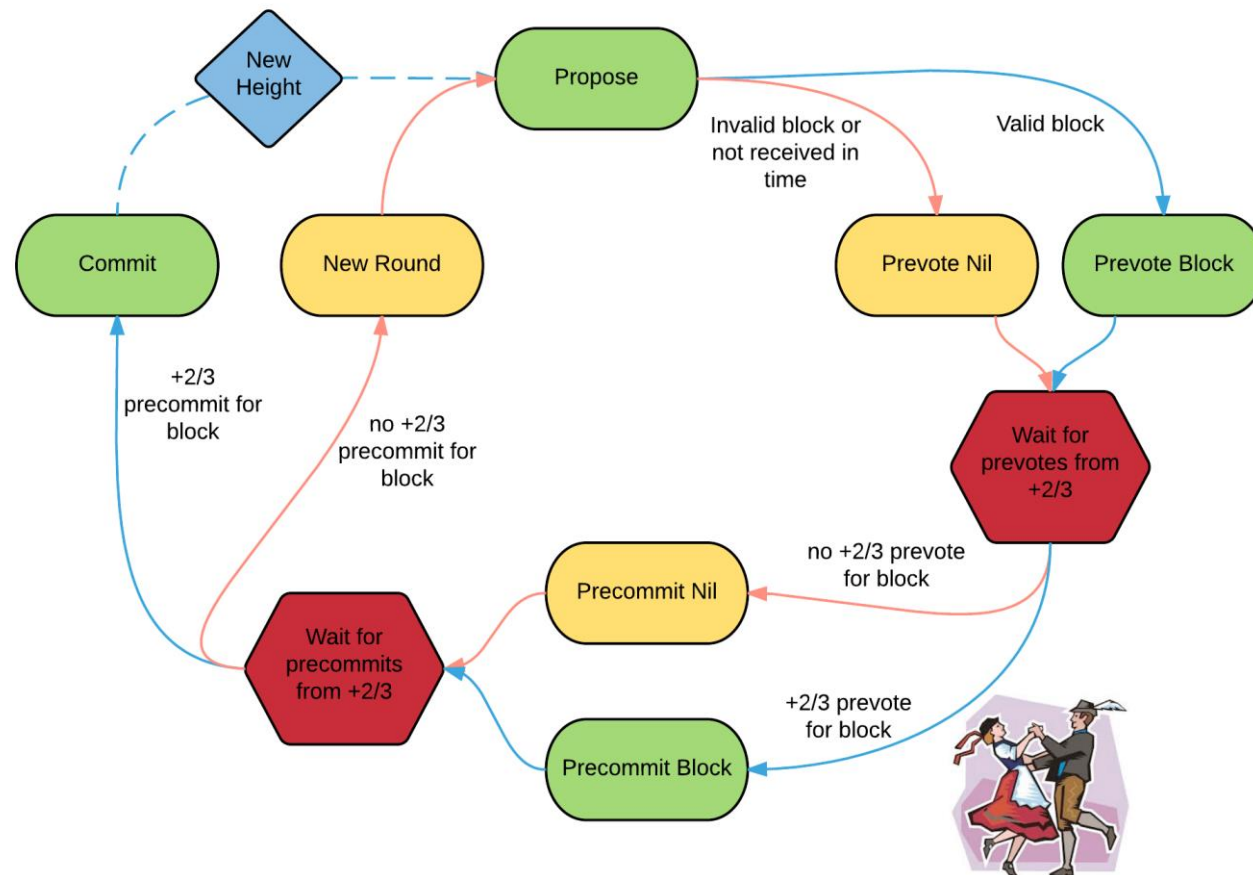 New
Height
Propose
Invalid block or
not received in
time
Valid block
Commit
New Round
Prevote Nil
Prevote Block
+2/3
precommit for
block
no +2/3
precommit for
block
Wait for
prevotes from
+2/3
no +2/3 prevote
for block
Precommit Nil
Wait for
precommits
from +2/3
+2/3 prevote
for block
Precommit Block